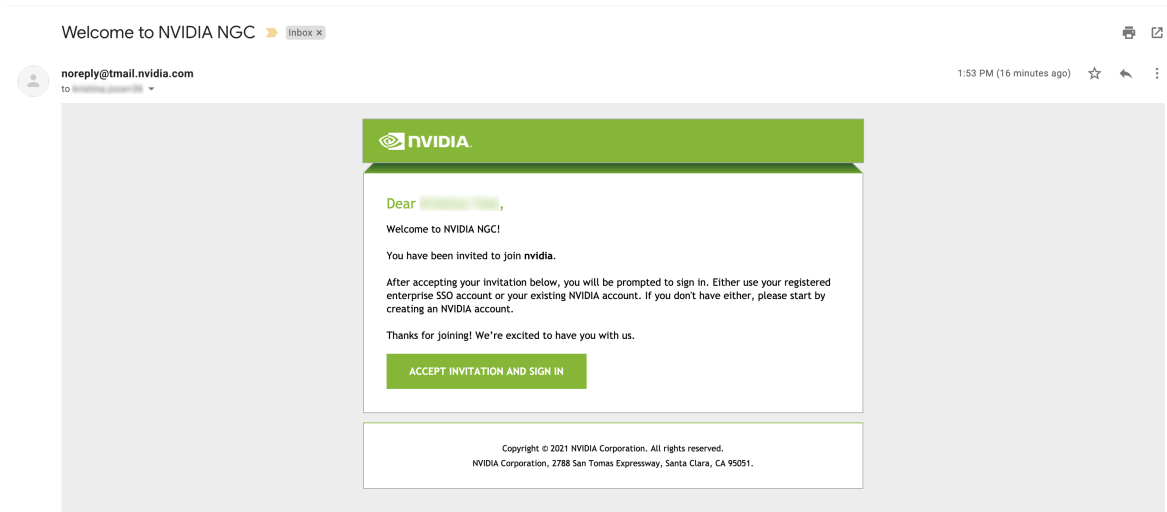 Welcome to NVIDIA NGC
Inbox ×
noreply@tmail.nvidia.com
1:53 PM (16 minutes ago)
to
NVIDIA.
Dear ,
Welcome to NVIDIA NGC!
You have been invited to join nvidia.
After accepting your invitation below, you will be prompted to sign in. Either use your registered
enterprise SSO account or your existing NVIDIA account. If you don't have either, please start by
creating an NVIDIA account.
Thanks for joining! We're excited to have you with us.
ACCEPT INVITATION AND SIGN IN
Copyright © 2021 NVIDIA Corporation. All rights reserved.
NVIDIA Corporation, 2788 San Tomas Expressway, Santa Clara, CA 95051.